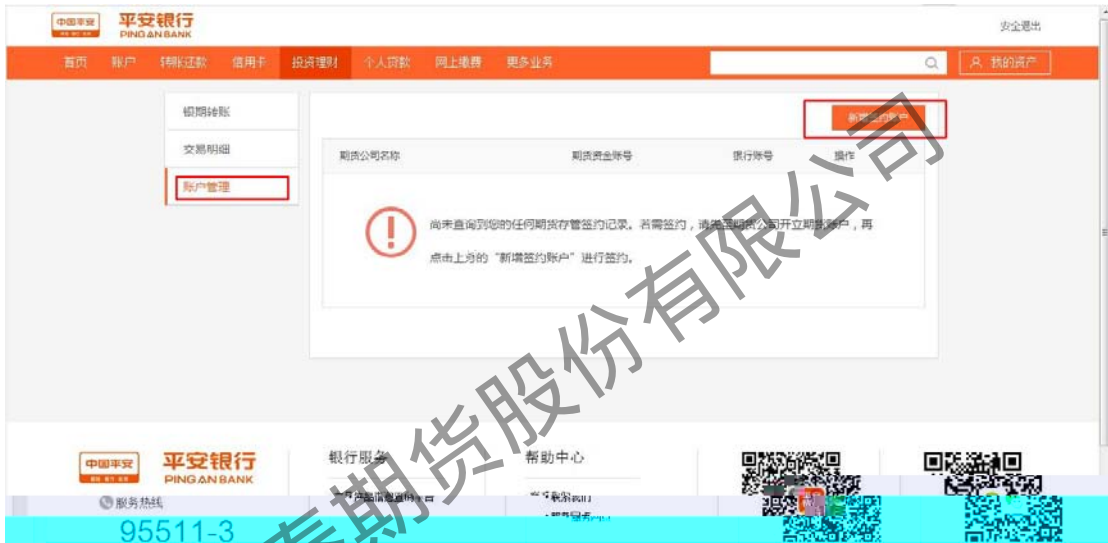 中国平安 平安银行
PING AN BANK
安全退出
首页 账户 转账还款 信用卡 投资理财 个人贷款 网上缴费 更多业务
我的资产
银期转账
交易明细
账户管理
新增签约账户
期货公司名称 期货资金账号 银行账号 操作
尚未查询到您的任何期货存管签约记录。若需签约，请先至期货公司开立期货账户，再
点击上方的“新增签约账户”进行签约。
泰期货股份有限公司
中国平安 平安银行
PING AN BANK
银行服务
帮助中心
服务热线
95511-3